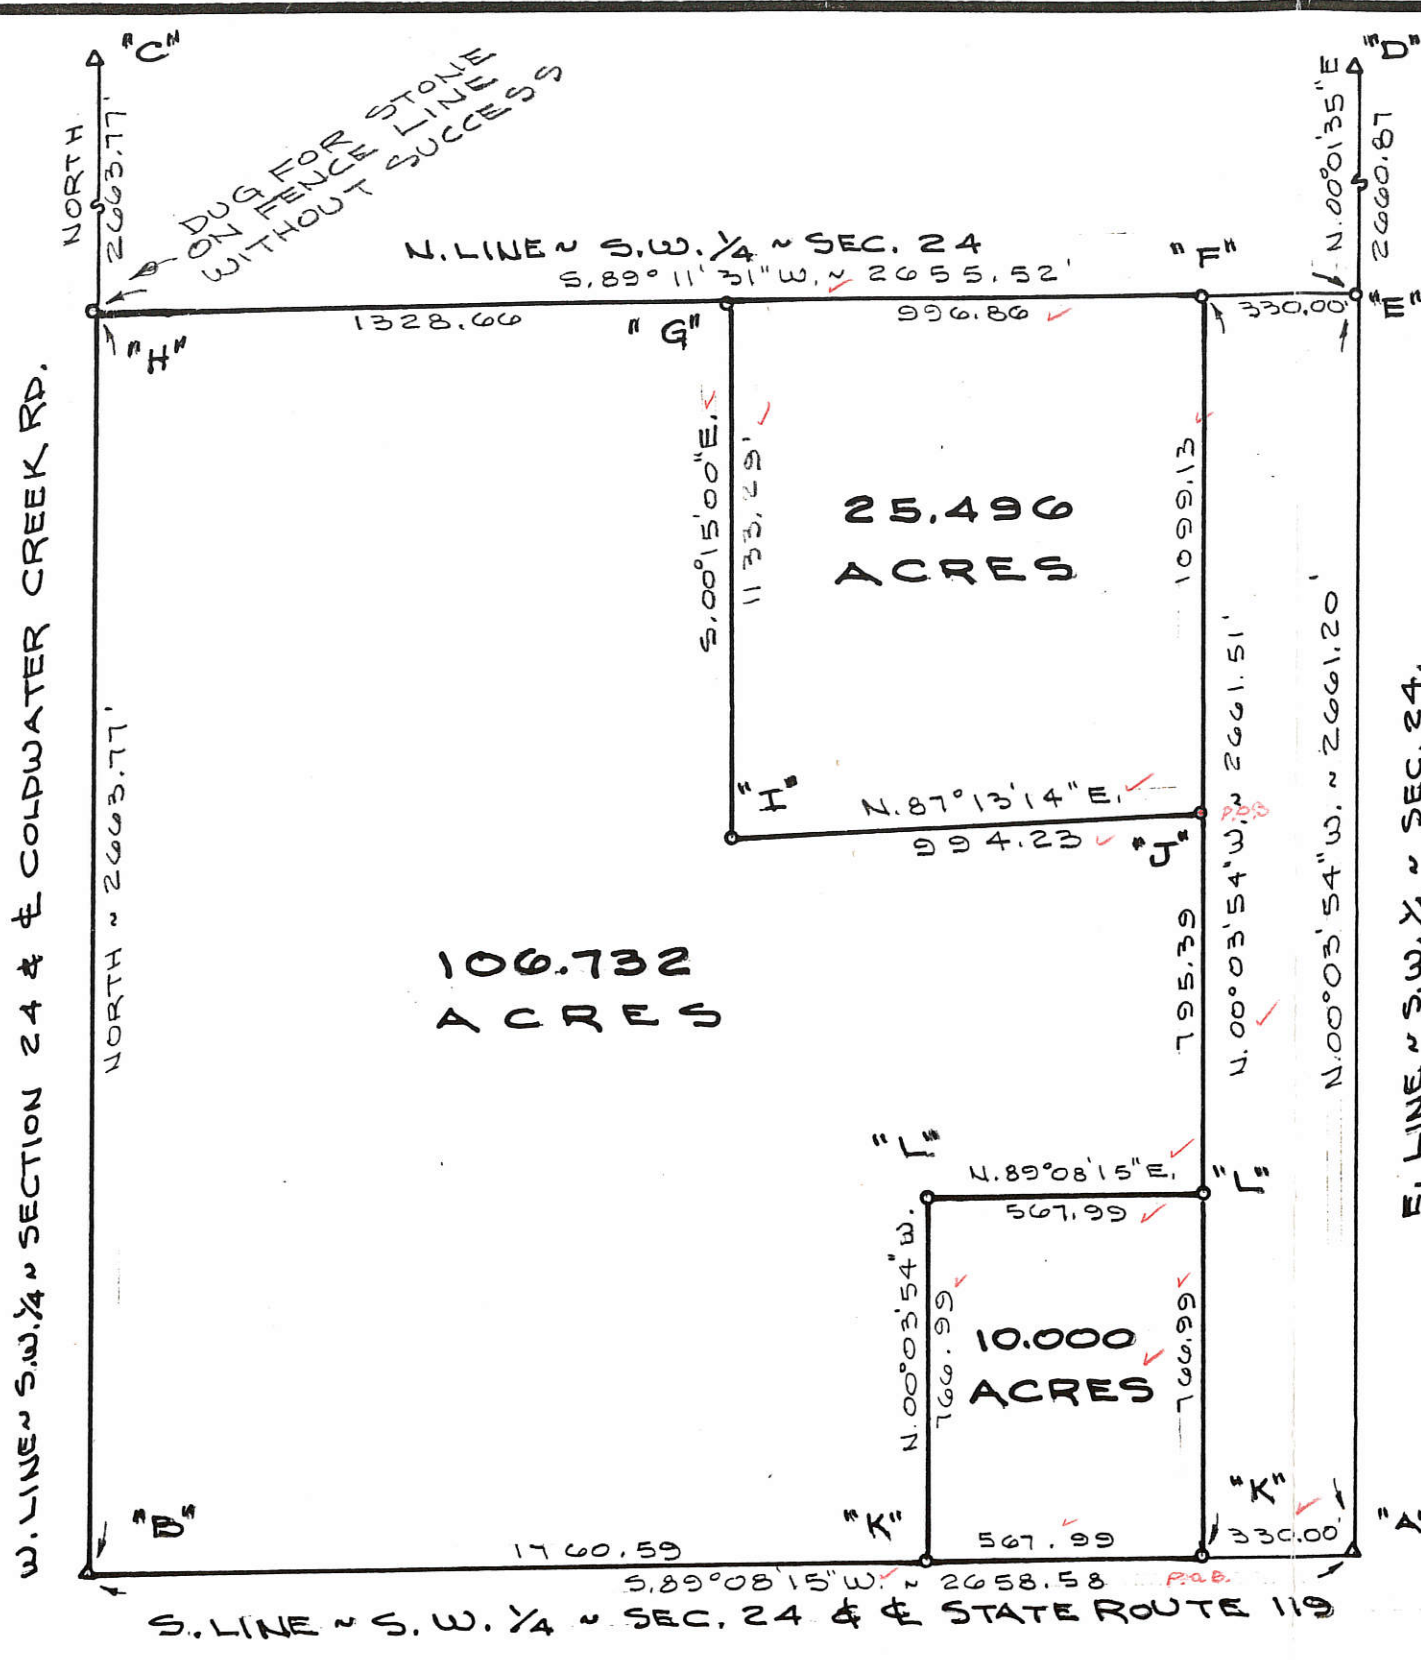 "C"
"D"
NORTH
2663.77'
DUG FOR STONE
ON FENCE LINE
WITHOUT SUCCESS
N.00°01'35"E
2660.87
N. LINE ~ S.W. 1/4 ~ SEC. 24
S.89°11'31"W. ~ 2655.52'
"F"
1328.66
"G"
996.86
330.00'
"E"
"H"
W. LINE ~ S.W. 1/4 ~ SECTION 24 & ℄ COLDWATER CREEK RD.
NORTH ~ 2663.77'
S.00°15'00"E.
1133.29'
25.496
ACRES
1099.13
N.00°03'54"W. ~ 2661.51'
N.00°03'54"W. ~ 2661.20'
E. LINE ~ S.W. 1/4 ~ SEC. 24.
"I"
N.87°13'14"E.
994.23
"J"
P.O.B
106.732
ACRES
795.39
"L"
N.89°08'15"E.
"L"
567.99
N.00°03'54"W.
766.99
10.000
ACRES
766.99
"B"
"K"
"K"
"A"
1760.59
567.99
330.00'
S.89°08'15"W. ~ 2658.58
P.O.B.
S. LINE ~ S.W. 1/4 ~ SEC. 24 & ℄ STATE ROUTE 119